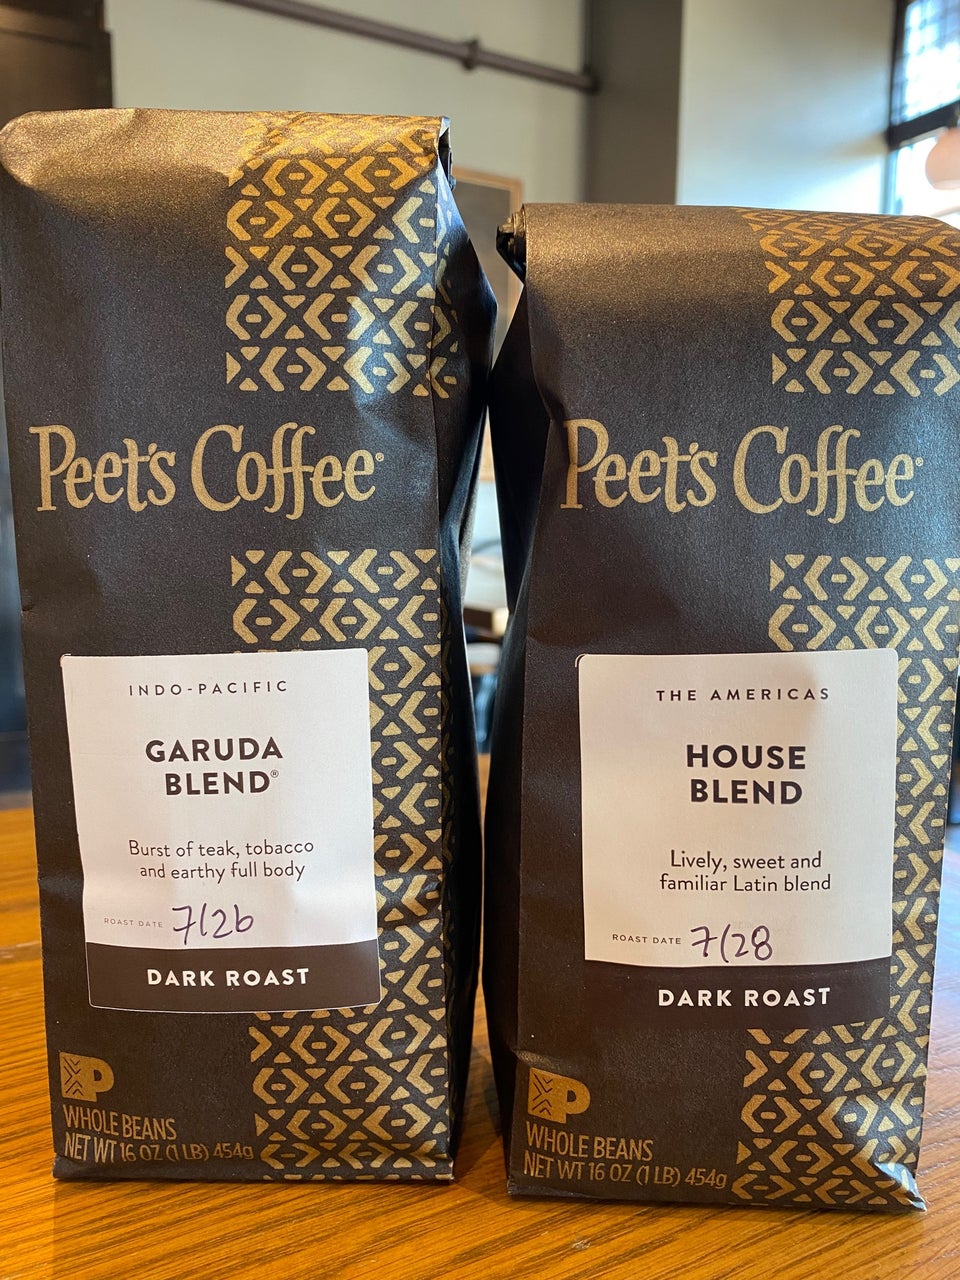 Peet's Coffee®
INDO-PACIFIC
GARUDA
BLEND®
Burst of teak, tobacco
and earthy full body
ROAST DATE 7/26
DARK ROAST
P
WHOLE BEANS
NET WT 16 OZ (1 LB) 454g
Peet's Coffee®
THE AMERICAS
HOUSE
BLEND
Lively, sweet and
familiar Latin blend
ROAST DATE 7/28
DARK ROAST
P
WHOLE BEANS
NET WT 16 OZ (1 LB) 454g